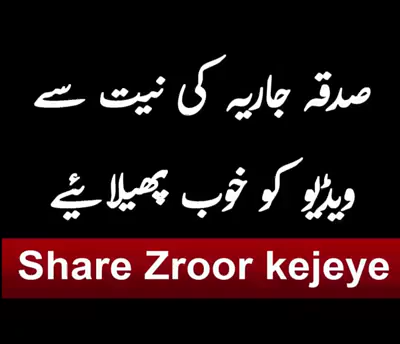 صدقہ جاریہ کی نیت سے
ویڈیو کو خوب پھیلائیے
Share Zroor kejeye